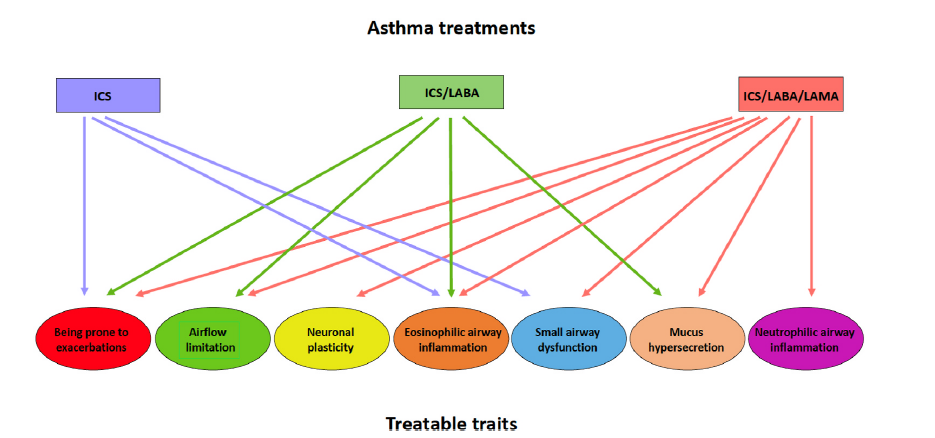 Asthma treatments
ICS
ICS/LABA
ICS/LABA/LAMA
Being prone to
exacerbations
Airflow
limitation
Neuronal
plasticity
Eosinophilic airway
inflammation
Small airway
dysfunction
Mucus
hypersecretion
Neutrophilic airway
inflammation
Treatable traits